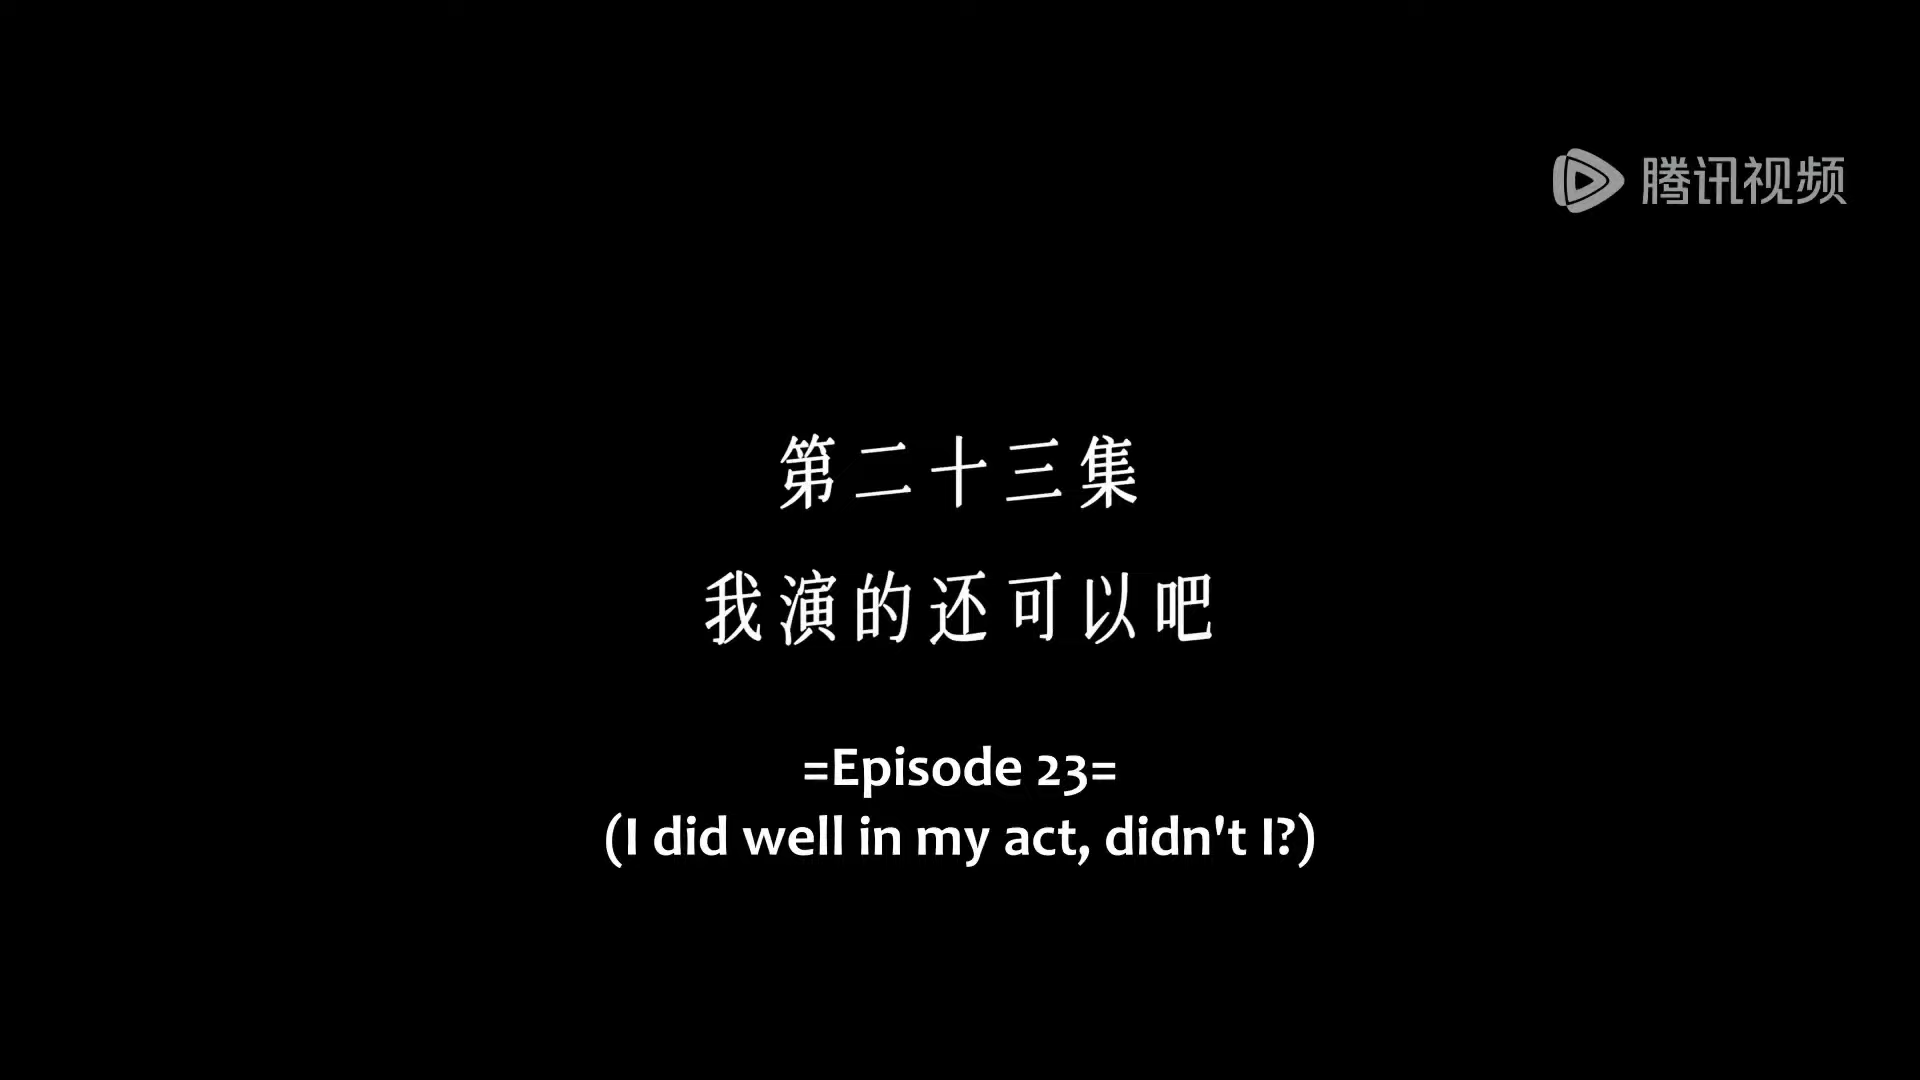 腾讯视频
第二十三集
我演的还可以吧
=Episode 23=
(I did well in my act, didn't I?)